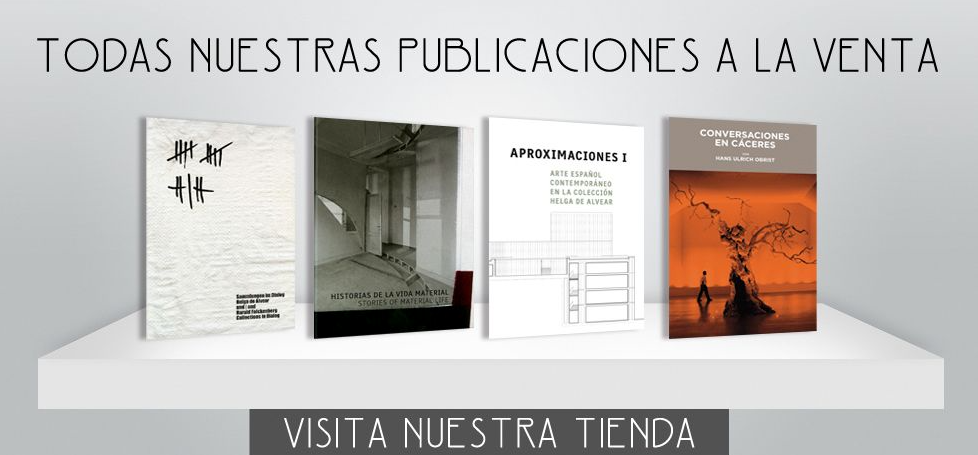 TODAS NUESTRAS PUBLICACIONES A LA VENTA
Sammlungen im Dialog
Helga de Alvear
und | and
Harald Falckenberg
Collections in Dialog
HISTORIAS DE LA VIDA MATERIAL
STORIES OF MATERIAL LIFE
APROXIMACIONES I
ARTE ESPAÑOL
CONTEMPORÁNEO
EN LA COLECCIÓN
HELGA DE ALVEAR
CONVERSACIONES
EN CÁCERES
HANS ULRICH OBRIST
VISITA NUESTRA TIENDA